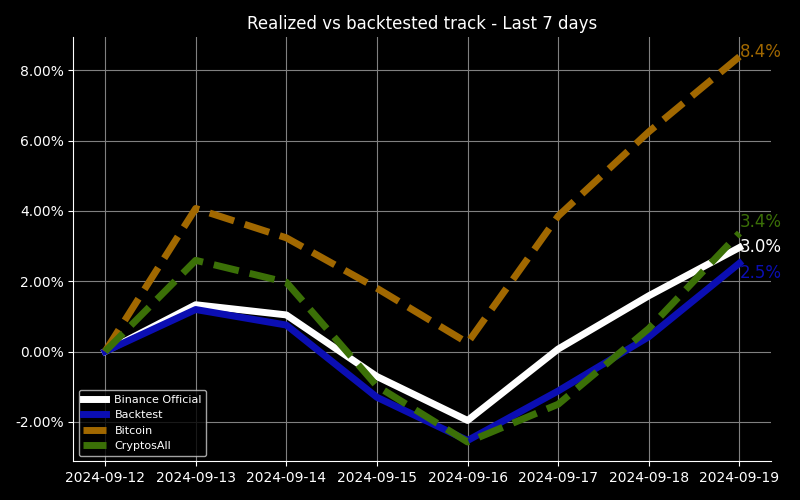 Realized vs backtested track - Last 7 days
8.00%
6.00%
4.00%
2.00%
0.00%
-2.00%
8.4%
3.4%
3.0%
2.5%
Binance Official
Backtest
Bitcoin
CryptosAll
2024-09-12 2024-09-13 2024-09-14 2024-09-15 2024-09-16 2024-09-17 2024-09-18 2024-09-19